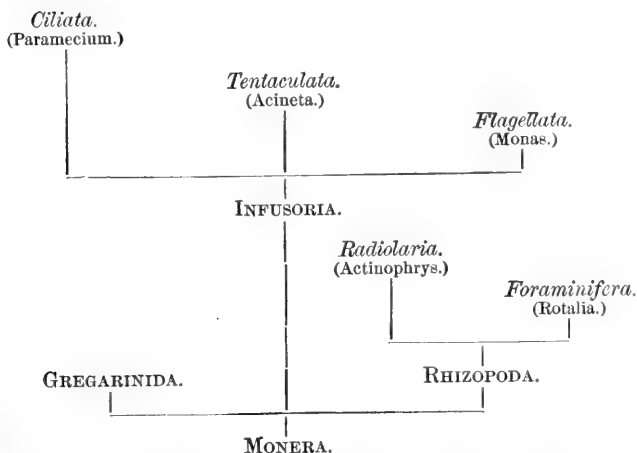 Ciliata.
(Paramecium.)
Tentaculata.
(Acineta.)
Flagellata.
(Monas.)
INFUSORIA.
Radiolaria.
(Actinophrys.)
Foraminifera.
(Rotalia.)
GREGARINIDA.
RHIZOPODA.
MONERA.